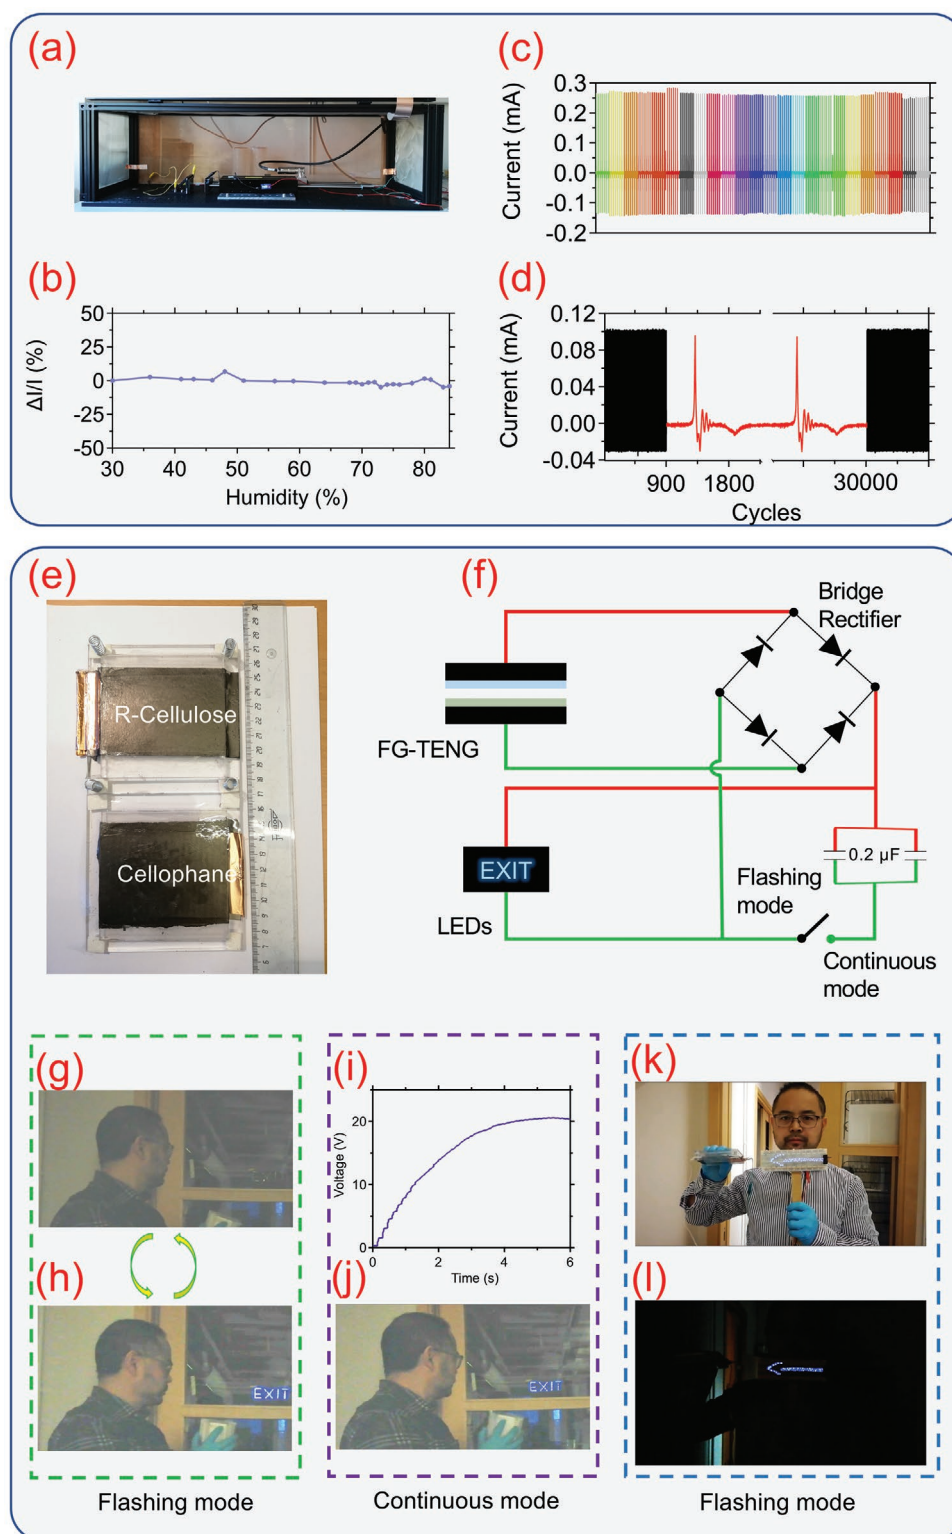 (a)
(c)
Current (mA)
0.3
0.2
0.1
0.0
-0.1
-0.2
(b)
ΔI/I (%)
50
25
0
-25
-50
30 40 50 60 70 80
Humidity (%)
(d)
Current (mA)
0.12
0.08
0.04
0.00
-0.04
900 1800 30000
Cycles
(e)
R-Cellulose
Cellophane
(f)
Bridge
Rectifier
FG-TENG
EXIT
LEDs
0.2 µF
Flashing
mode
Continuous
mode
(g)
(h)
EXIT
Flashing mode
(i)
Voltage (V)
20
10
0
0 2 4 6
Time (s)
(j)
EXIT
Continuous mode
(k)
(l)
Flashing mode